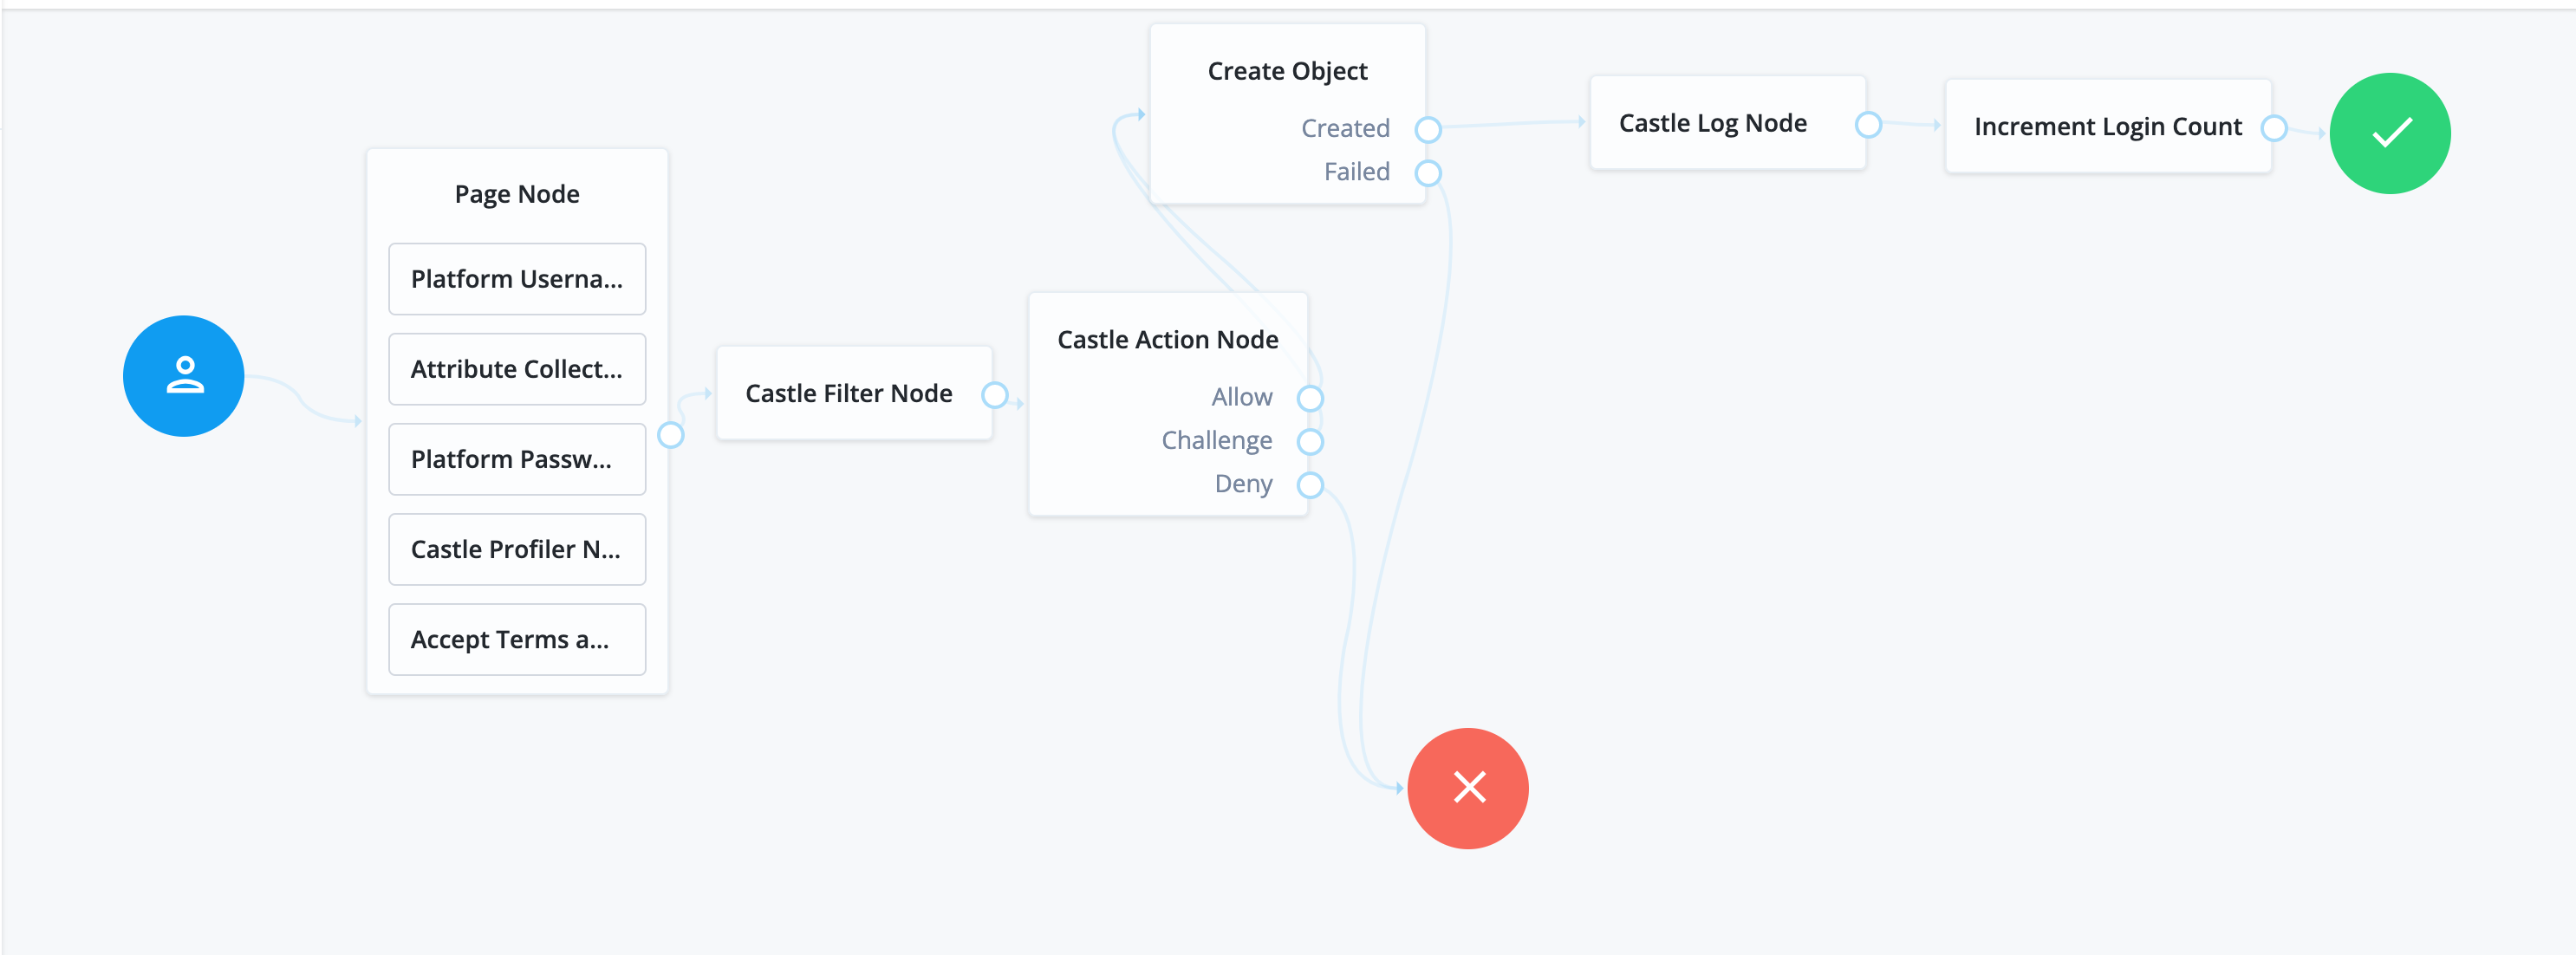 Page Node
Platform Userna...
Attribute Collect...
Platform Passw...
Castle Profiler N...
Accept Terms a...
Castle Filter Node
Castle Action Node
Allow
Challenge
Deny
Create Object
Created
Failed
Castle Log Node
Increment Login Count